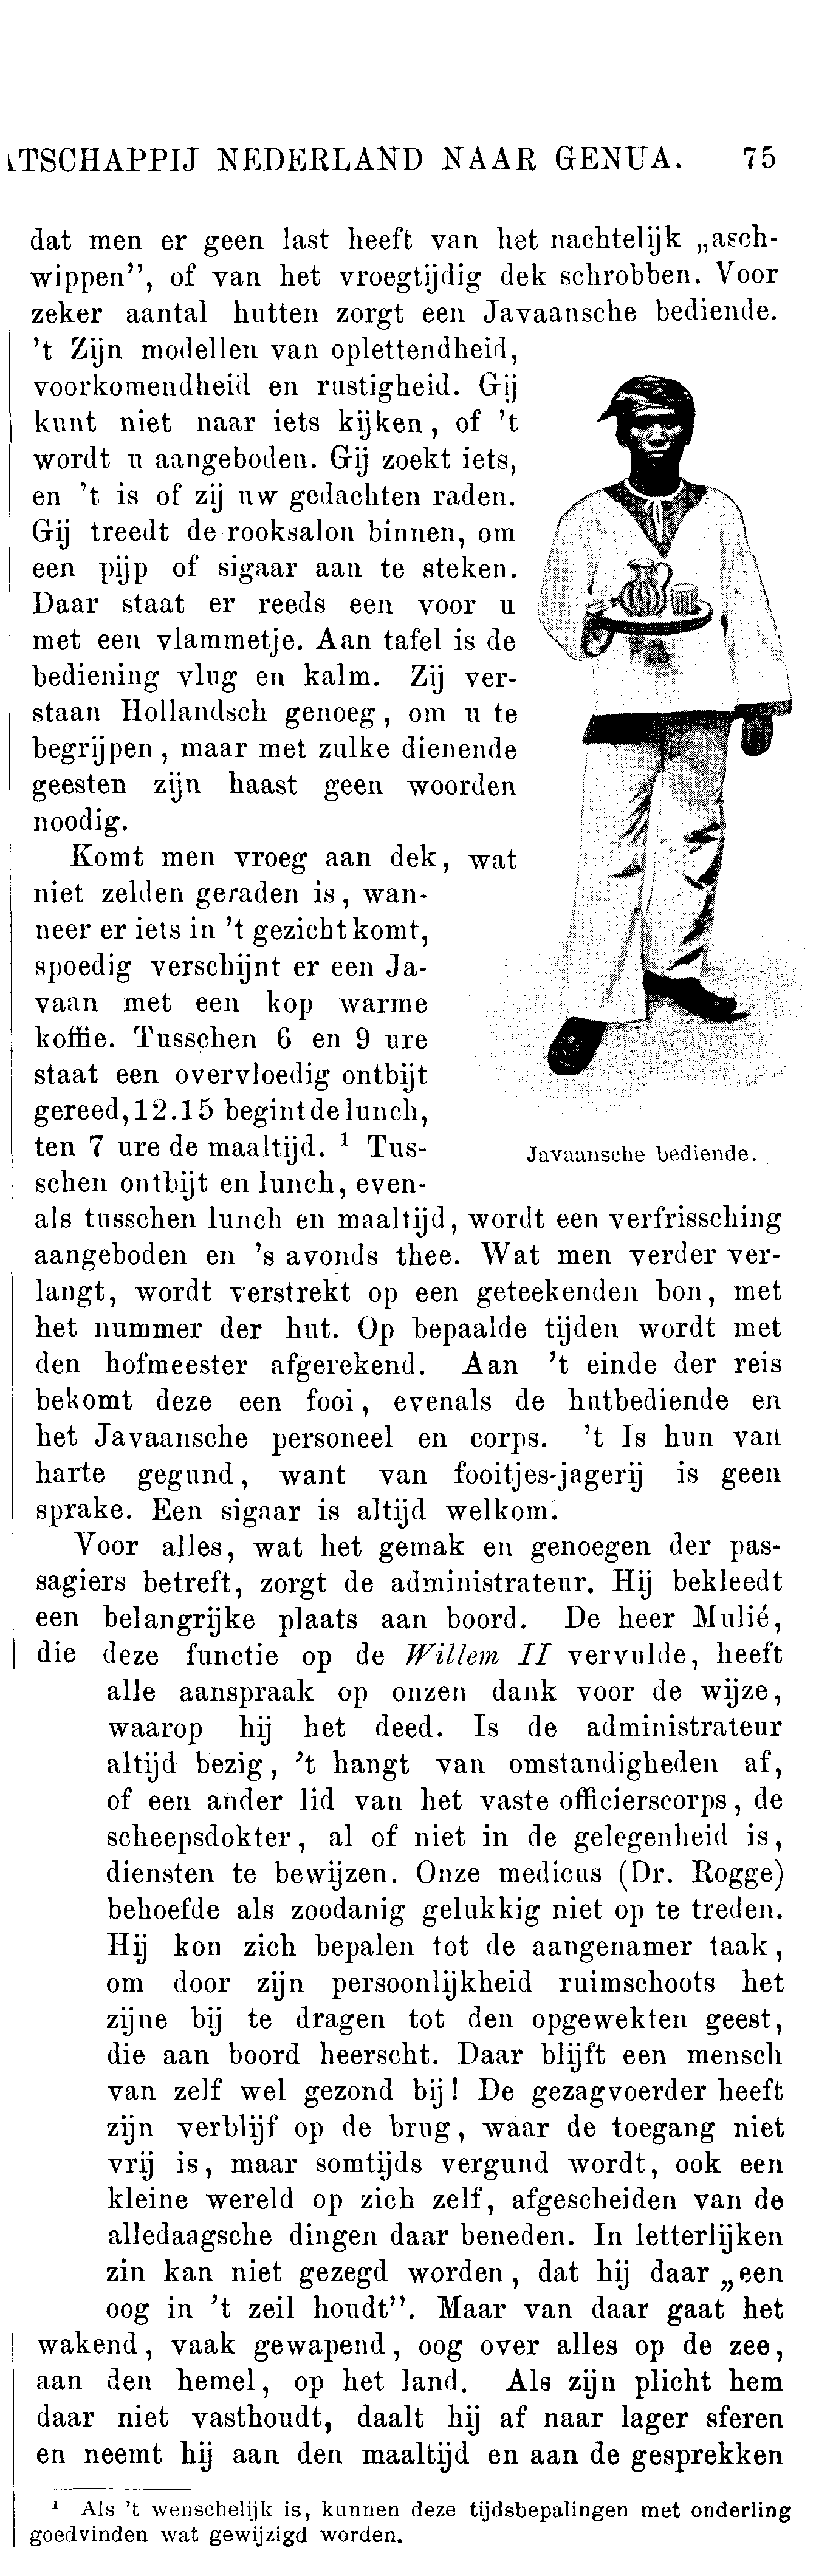 TSCHAPPIJ NEDERLAND NAAR GENUA. 75
dat men er geen last heeft van het nachtelijk „asch-
wippen”, of van het vroegtijdig dek schrobben. Voor
zeker aantal hutten zorgt een Javaansche bediende.
’t Zijn modellen van oplettendheid,
voorkomendheid en rustigheid. Gij
kunt niet naar iets kijken, of ’t
wordt u aangeboden. Gij zoekt iets,
en ’t is of zij uw gedachten raden.
Gij treedt de rooksalon binnen, om
een pijp of sigaar aan te steken.
Daar staat er reeds een voor u
met een vlammetje. Aan tafel is de
bediening vlug en kalm. Zij ver-
staan Hollandsch genoeg, om u te
begrijpen, maar met zulke dienende
geesten zijn haast geen woorden
noodig.
Komt men vroeg aan dek, wat
niet zelden geraden is, wan-
neer er iets in ’t gezicht komt,
spoedig verschijnt er een Ja-
vaan met een kop warme
koffie. Tusschen 6 en 9 ure
staat een overvloedig ontbijt
gereed, 12.15 begint de lunch,
ten 7 ure de maaltijd. ¹ Tus-
schen ontbijt en lunch, even-
Javaansche bediende.
als tusschen lunch en maaltijd, wordt een verfrissching
aangeboden en ’s avonds thee. Wat men verder ver-
langt, wordt verstrekt op een geteekenden bon, met
het nummer der hut. Op bepaalde tijden wordt met
den hofmeester afgerekend. Aan ’t einde der reis
bekomt deze een fooi, evenals de hutbediende en
het Javaansche personeel en corps. ’t Is hun van
harte gegund, want van fooitjes-jagerij is geen
sprake. Een sigaar is altijd welkom.
Voor alles, wat het gemak en genoegen der pas-
sagiers betreft, zorgt de administrateur. Hij bekleedt
een belangrijke plaats aan boord. De heer Mulié,
die deze functie op de Willem II vervulde, heeft
alle aanspraak op onzen dank voor de wijze,
waarop hij het deed. Is de administrateur
altijd bezig, ’t hangt van omstandigheden af,
of een ander lid van het vaste officierscorps, de
scheepsdokter, al of niet in de gelegenheid is,
diensten te bewijzen. Onze medicus (Dr. Rogge)
behoefde als zoodanig gelukkig niet op te treden.
Hij kon zich bepalen tot de aangenamer taak,
om door zijn persoonlijkheid ruimschoots het
zijne bij te dragen tot den opgewekten geest,
die aan boord heerscht. Daar blijft een mensch
van zelf wel gezond bij! De gezagvoerder heeft
zijn verblijf op de brug, waar de toegang niet
vrij is, maar somtijds vergund wordt, ook een
kleine wereld op zich zelf, afgescheiden van de
alledaagsche dingen daar beneden. In letterlijken
zin kan niet gezegd worden, dat hij daar „een
oog in ’t zeil houdt”. Maar van daar gaat het
wakend, vaak gewapend, oog over alles op de zee,
aan den hemel, op het land. Als zijn plicht hem
daar niet vasthoudt, daalt hij af naar lager sferen
en neemt hij aan den maaltijd en aan de gesprekken
¹ Als ’t wenschelijk is, kunnen deze tijdsbepalingen met onderling
goedvinden wat gewijzigd worden.